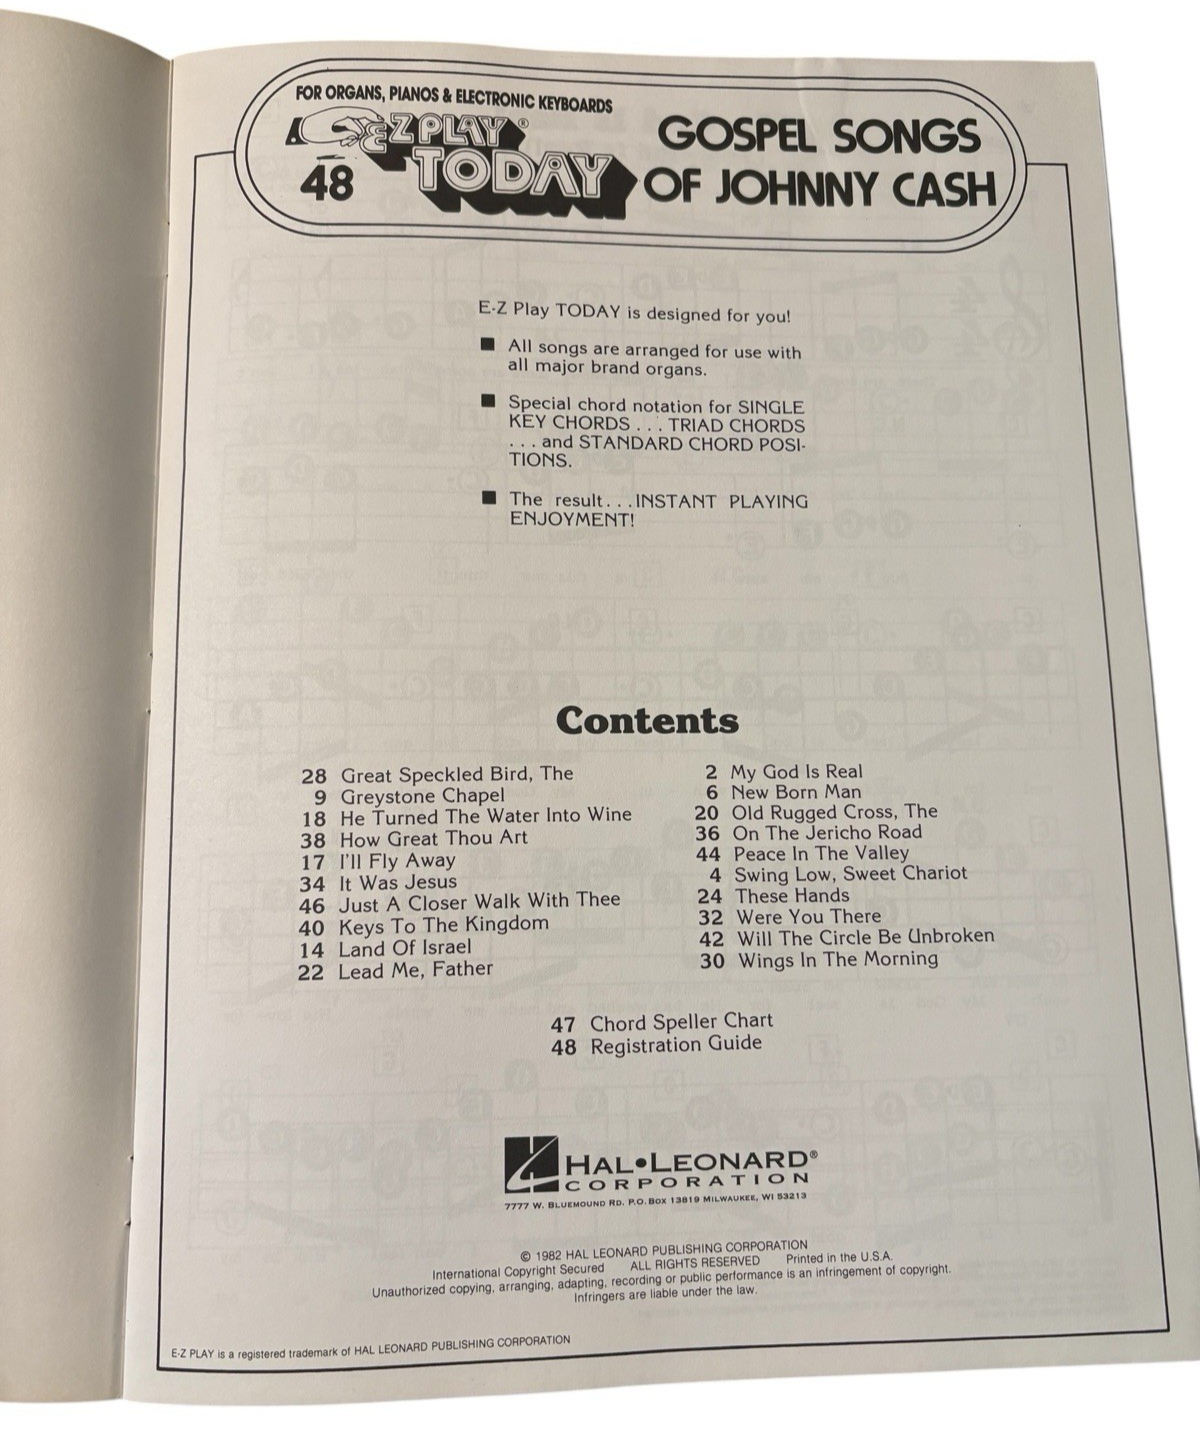 FOR ORGANS, PIANOS & ELECTRONIC KEYBOARDS
E-Z PLAY®
TODAY
48
GOSPEL SONGS
OF JOHNNY CASH
E-Z Play TODAY is designed for you!
■ All songs are arranged for use with
all major brand organs.
■ Special chord notation for SINGLE
KEY CHORDS . . . TRIAD CHORDS
. . . and STANDARD CHORD POSI-
TIONS.
■ The result. . . INSTANT PLAYING
ENJOYMENT!
Contents
28 Great Speckled Bird, The
9 Greystone Chapel
18 He Turned The Water Into Wine
38 How Great Thou Art
17 I'll Fly Away
34 It Was Jesus
46 Just A Closer Walk With Thee
40 Keys To The Kingdom
14 Land Of Israel
22 Lead Me, Father
2 My God Is Real
6 New Born Man
20 Old Rugged Cross, The
36 On The Jericho Road
44 Peace In The Valley
4 Swing Low, Sweet Chariot
24 These Hands
32 Were You There
42 Will The Circle Be Unbroken
30 Wings In The Morning
47 Chord Speller Chart
48 Registration Guide
HAL•LEONARD®
CORPORATION
7777 W. BLUEMOUND RD. P.O. BOX 13819 MILWAUKEE, WI 53213
© 1982 HAL LEONARD PUBLISHING CORPORATION
International Copyright Secured ALL RIGHTS RESERVED Printed in the U.S.A.
Unauthorized copying, arranging, adapting, recording or public performance is an infringement of copyright.
Infringers are liable under the law.
E-Z PLAY is a registered trademark of HAL LEONARD PUBLISHING CORPORATION